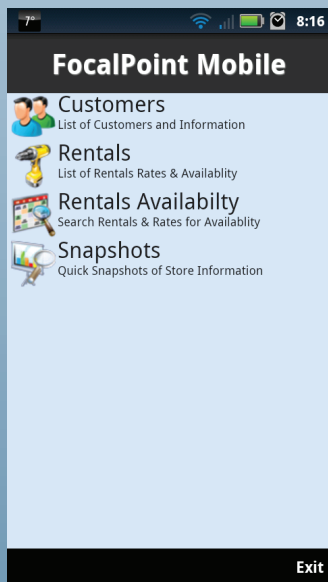 7°
8:16
FocalPoint Mobile
Customers
List of Customers and Information
Rentals
List of Rentals Rates & Availablity
Rentals Availabilty
Search Rentals & Rates for Availablity
Snapshots
Quick Snapshots of Store Information
Exit